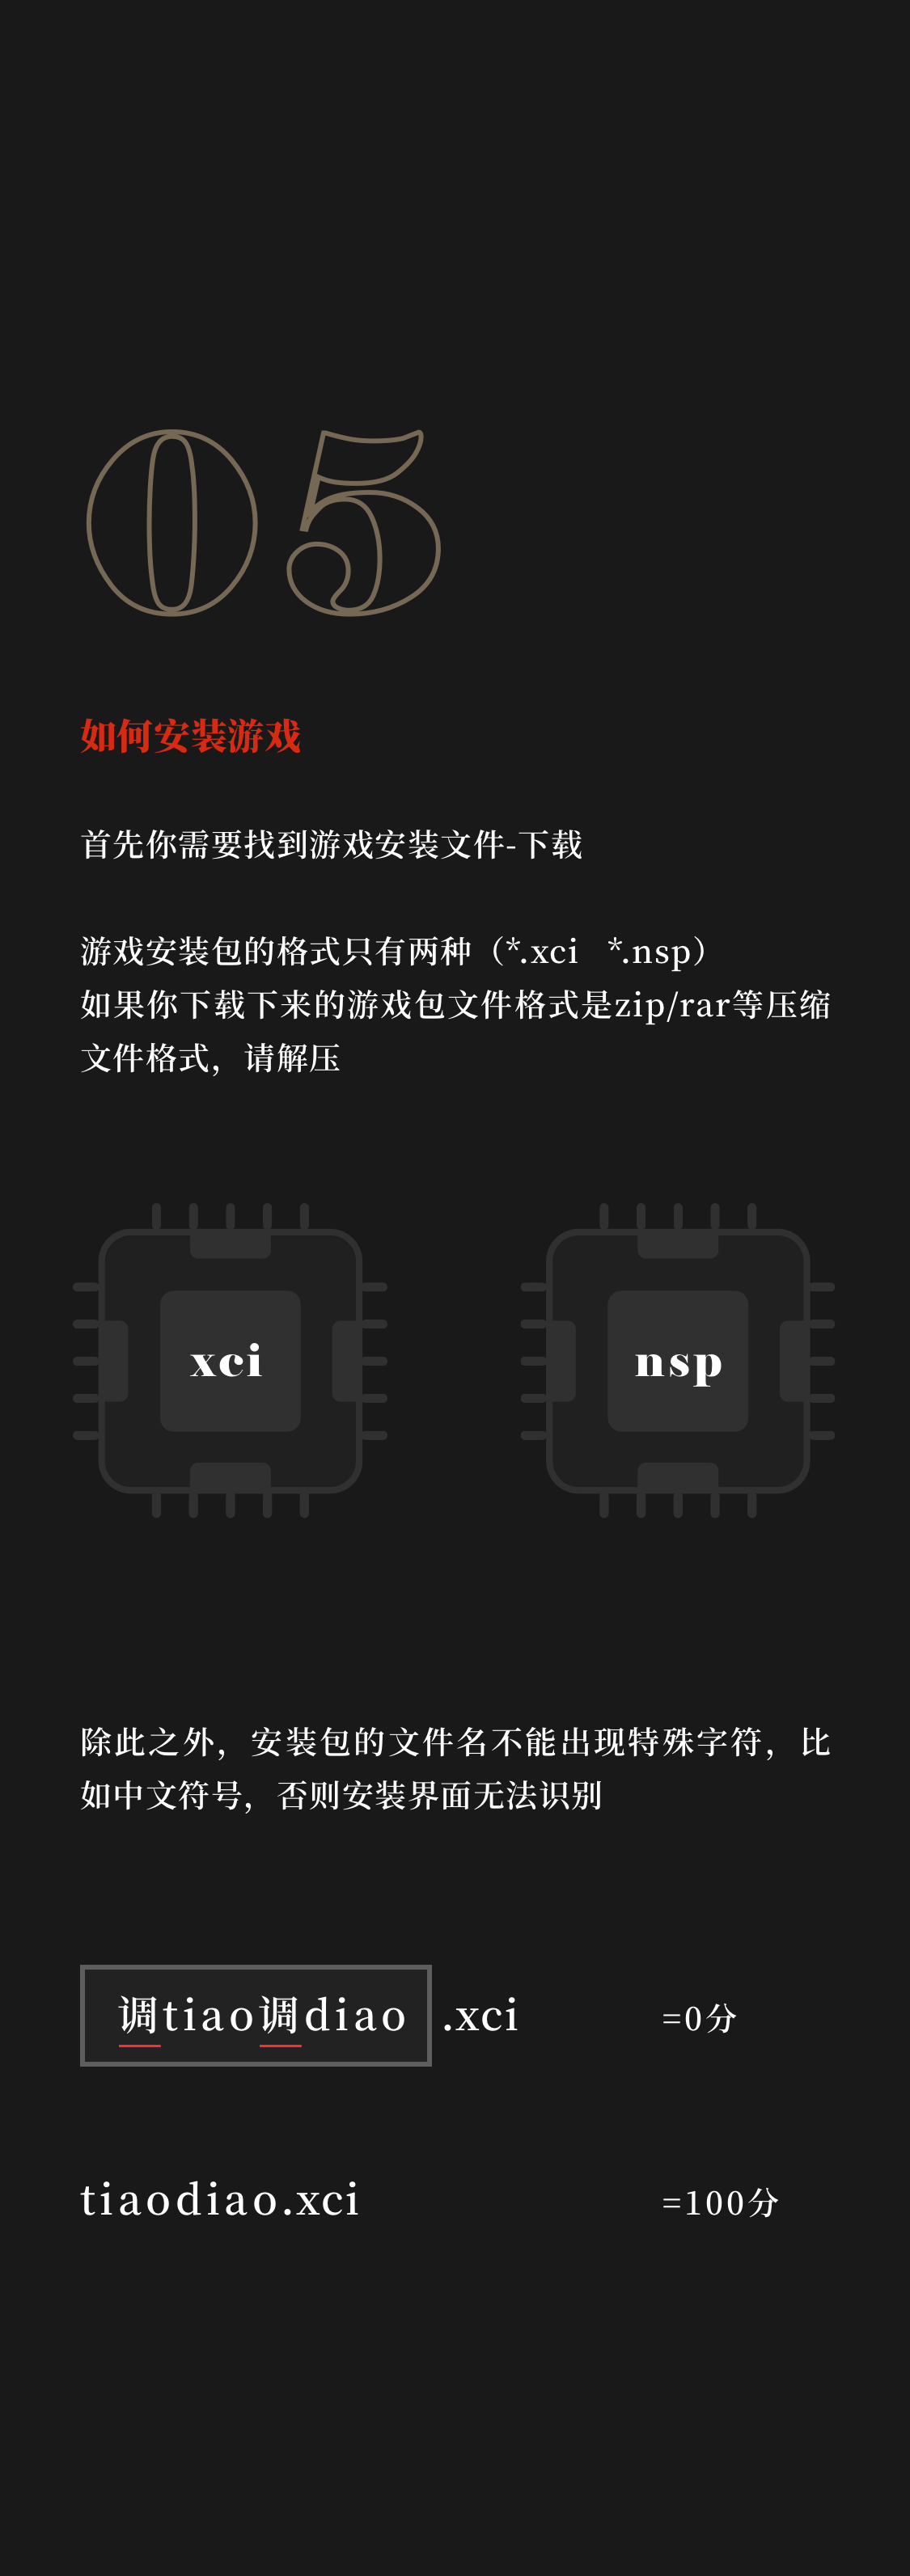 05
如何安装游戏
首先你需要找到游戏安装文件-下载
游戏安装包的格式只有两种（*.xci *.nsp）
如果你下载下来的游戏包文件格式是zip/rar等压缩
文件格式，请解压
xci
nsp
除此之外，安装包的文件名不能出现特殊字符，比
如中文符号，否则安装界面无法识别
调tiao调diao .xci =0分
tiaodiao.xci =100分